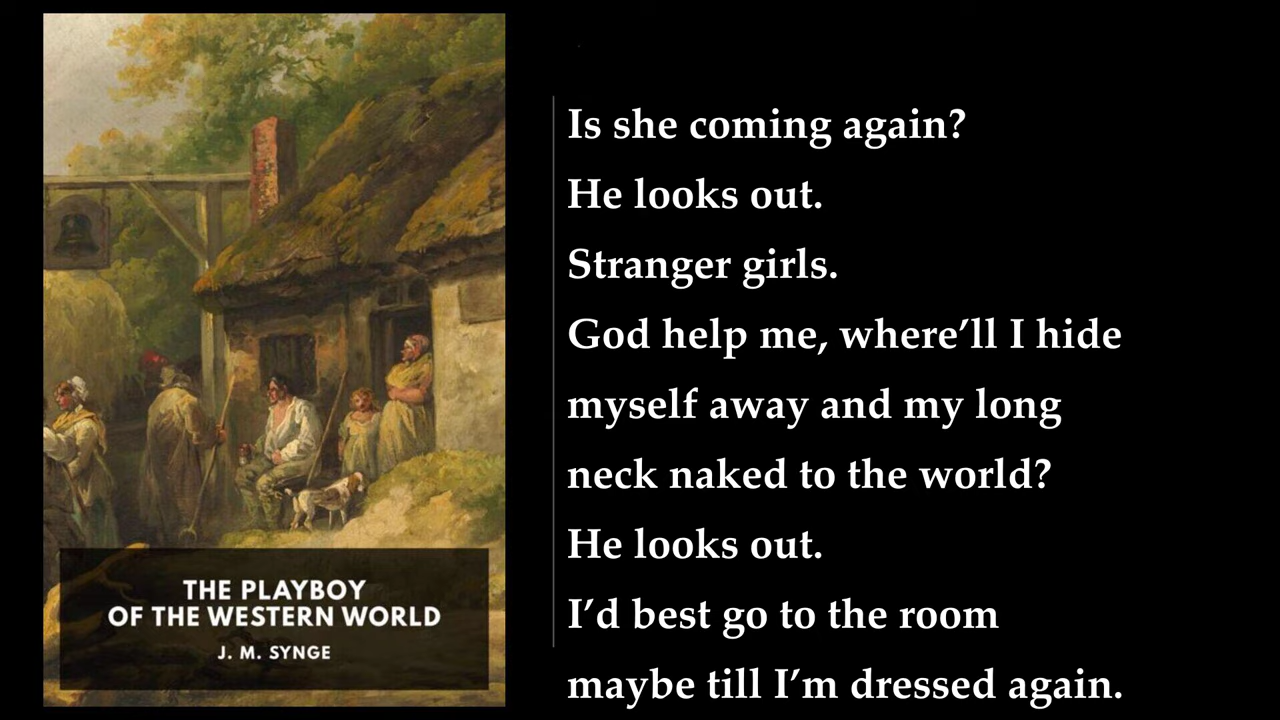 Is she coming again?
He looks out.
Stranger girls.
God help me, where’ll I hide
myself away and my long
neck naked to the world?
He looks out.
I’d best go to the room
maybe till I’m dressed again.
THE PLAYBOY
OF THE WESTERN WORLD
J. M. SYNGE